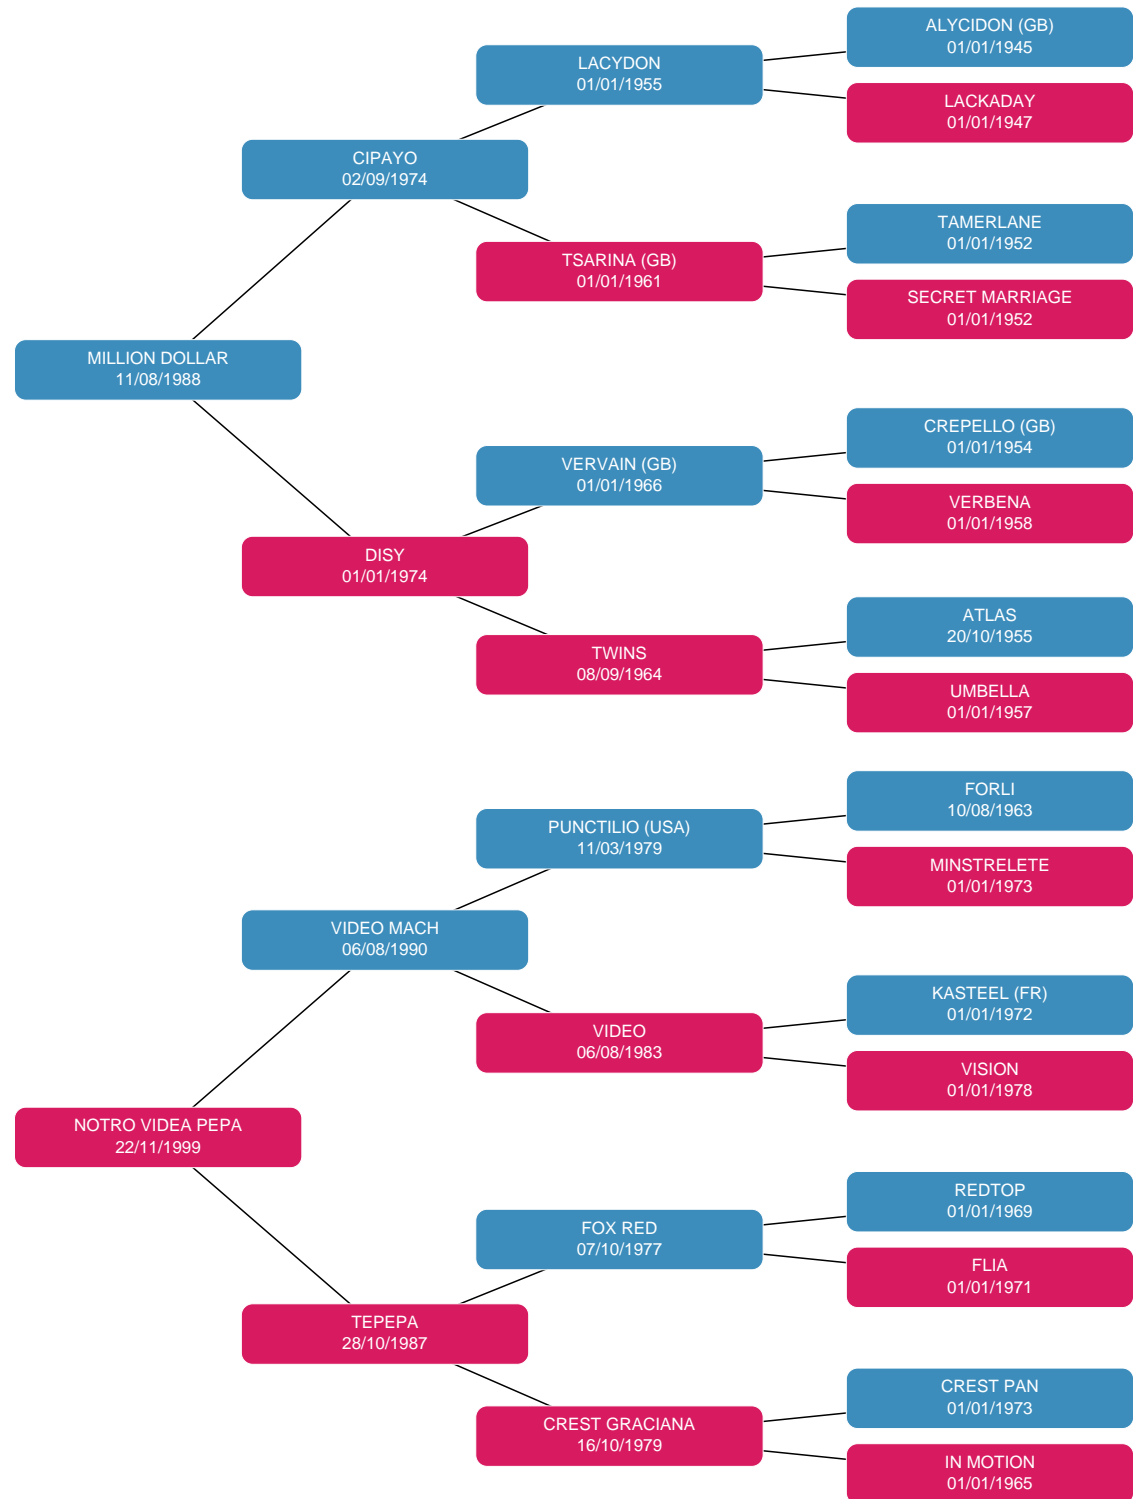 ALYCIDON (GB)
01/01/1945
LACYDON
01/01/1955
LACKADAY
01/01/1947
CIPAYO
02/09/1974
TAMERLANE
01/01/1952
TSARINA (GB)
01/01/1961
SECRET MARRIAGE
01/01/1952
MILLION DOLLAR
11/08/1988
CREPELLO (GB)
01/01/1954
VERVAIN (GB)
01/01/1966
VERBENA
01/01/1958
DISY
01/01/1974
ATLAS
20/10/1955
TWINS
08/09/1964
UMBELLA
01/01/1957
FORLI
10/08/1963
PUNCTILIO (USA)
11/03/1979
MINSTRELETE
01/01/1973
VIDEO MACH
06/08/1990
KASTEEL (FR)
01/01/1972
VIDEO
06/08/1983
VISION
01/01/1978
NOTRO VIDEA PEPA
22/11/1999
REDTOP
01/01/1969
FOX RED
07/10/1977
FLIA
01/01/1971
TEPEPA
28/10/1987
CREST PAN
01/01/1973
CREST GRACIANA
16/10/1979
IN MOTION
01/01/1965